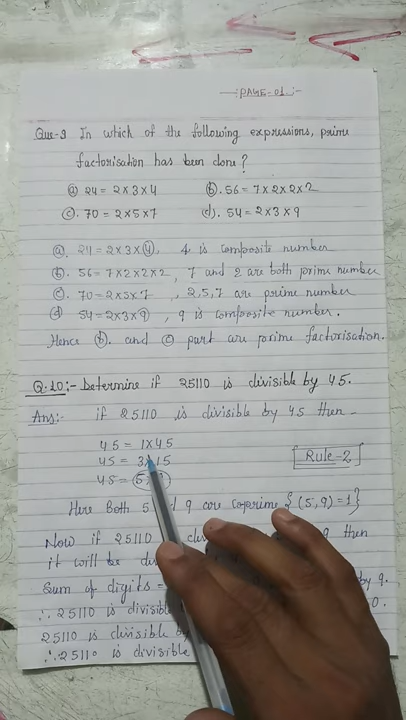 —:PAGE-01:-
Que-9 In which of the following expressions, prime
factorisation has been done?
(a) 24 = 2×3×4 (b). 56 = 7×2×2×2
(c). 70 = 2×5×7 (d). 54 = 2×3×9
(a). 24 = 2×3×(4), 4 is composite number
(b). 56 = 7×2×2×2, 7 and 2 are both prime number
(c). 70 = 2×5×7, 2,5,7 are prime number
(d) 54 = 2×3×(9), 9 is composite number.
Hence (b). and (c) part are prime factorisation.
Q.20:- Determine if 25110 is divisible by 45.
Ans:- if 25110 is divisible by 45 then -
45 = 1×45
45 = 3×15 [Rule-2]
45 = 5
Here Both 5 9 are coprime {(5,9)=1}
Now if 25110 9 then
it will be
Sum of digits = by 9.
∴ 25110 is divisible 0.
25110 is divisible by
∴ 25110 is divisible